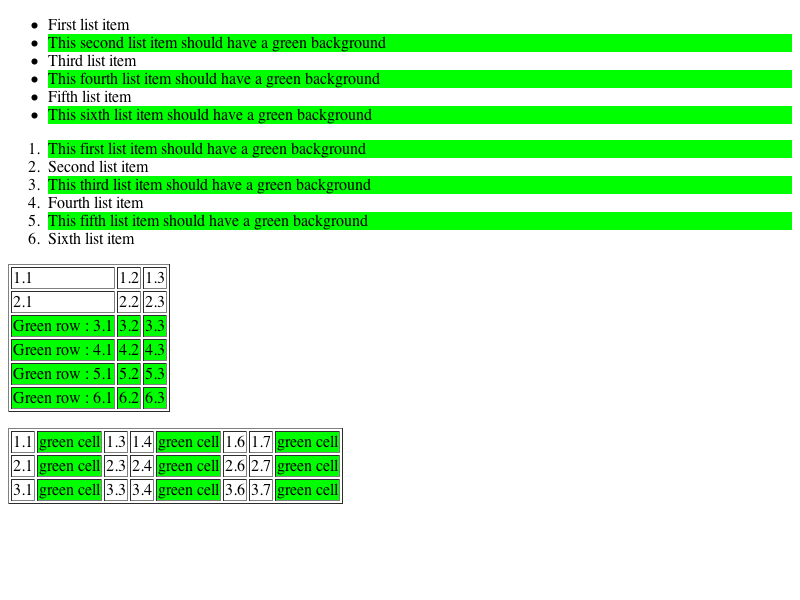 First list item
This second list item should have a green background
Third list item
This fourth list item should have a green background
Fifth list item
This sixth list item should have a green background
1. This first list item should have a green background
2. Second list item
3. This third list item should have a green background
4. Fourth list item
5. This fifth list item should have a green background
6. Sixth list item
1.1 1.2 1.3
2.1 2.2 2.3
Green row : 3.1 3.2 3.3
Green row : 4.1 4.2 4.3
Green row : 5.1 5.2 5.3
Green row : 6.1 6.2 6.3
1.1 green cell 1.3 1.4 green cell 1.6 1.7 green cell
2.1 green cell 2.3 2.4 green cell 2.6 2.7 green cell
3.1 green cell 3.3 3.4 green cell 3.6 3.7 green cell